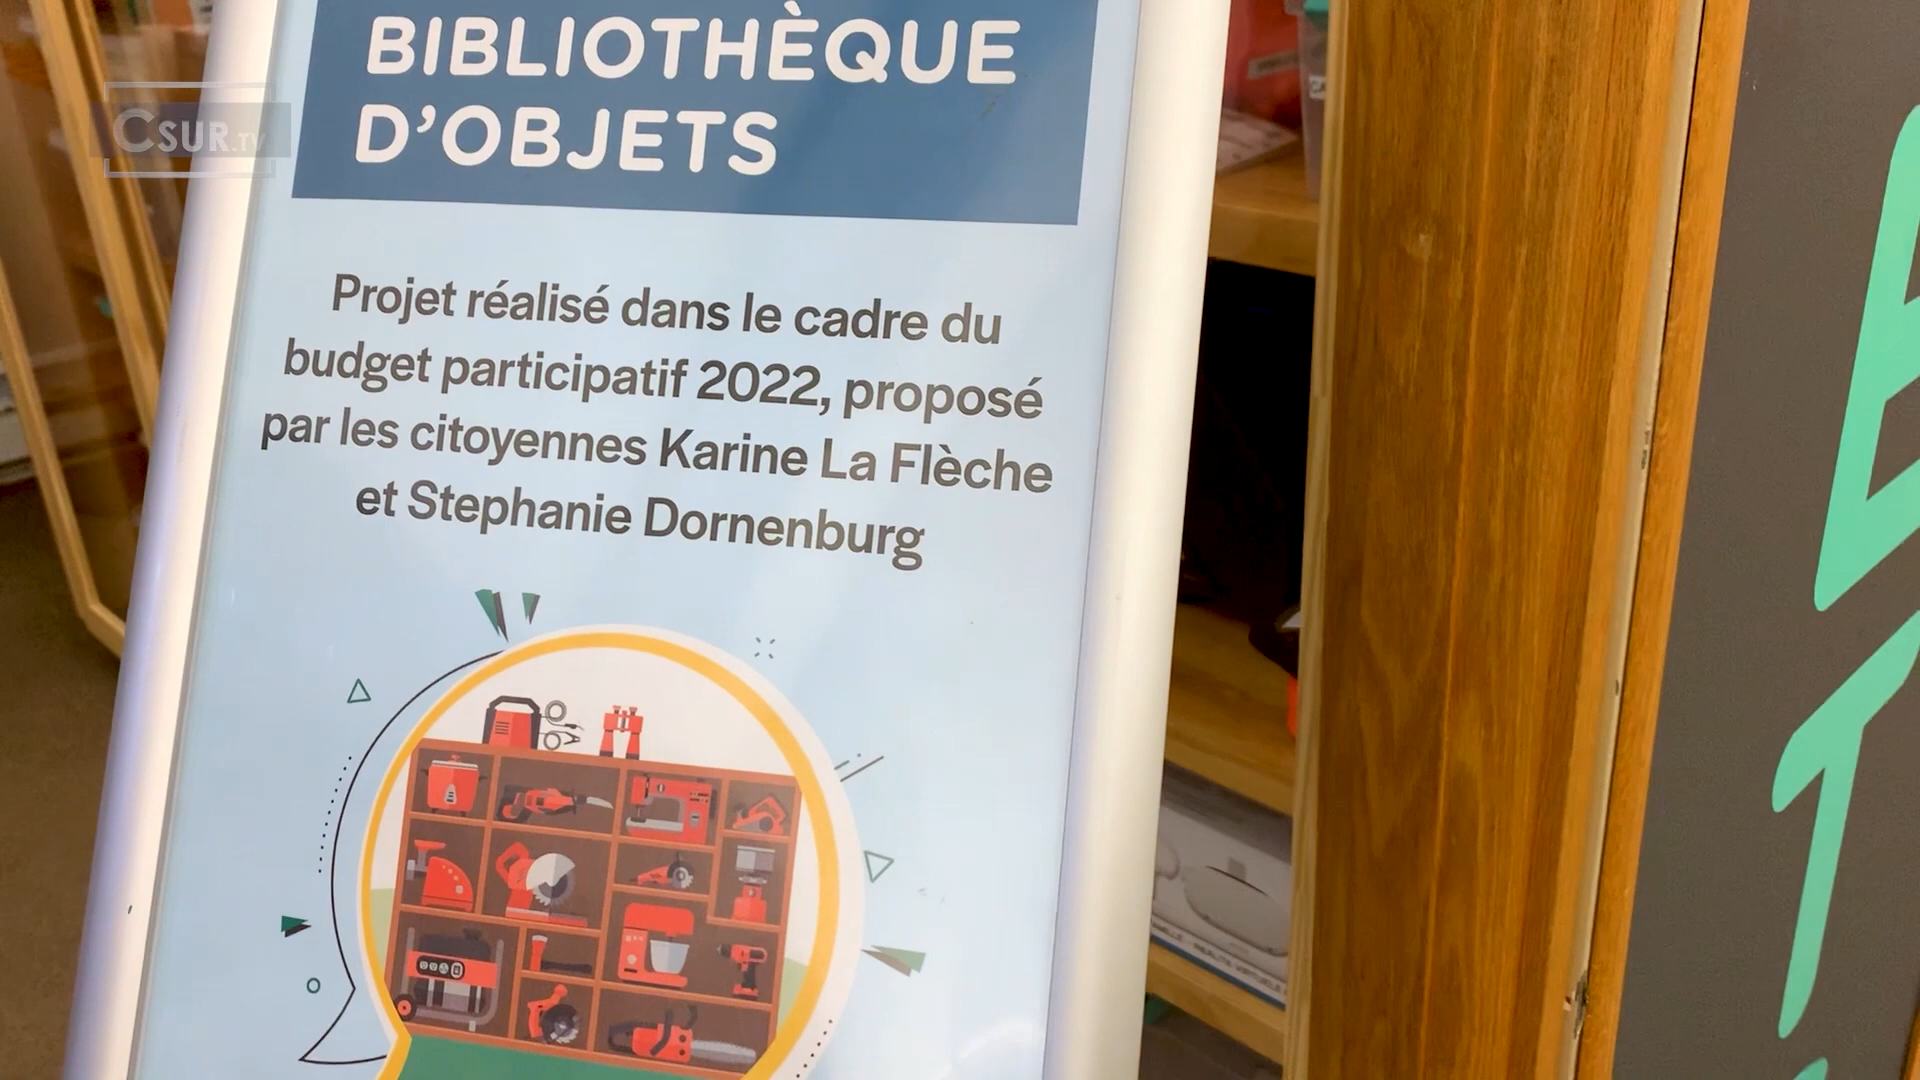 BIBLIOTHÈQUE
D'OBJETS
CSUR.TV
Projet réalisé dans le cadre du
budget participatif 2022, proposé
par les citoyennes Karine La Flèche
et Stephanie Dornenburg